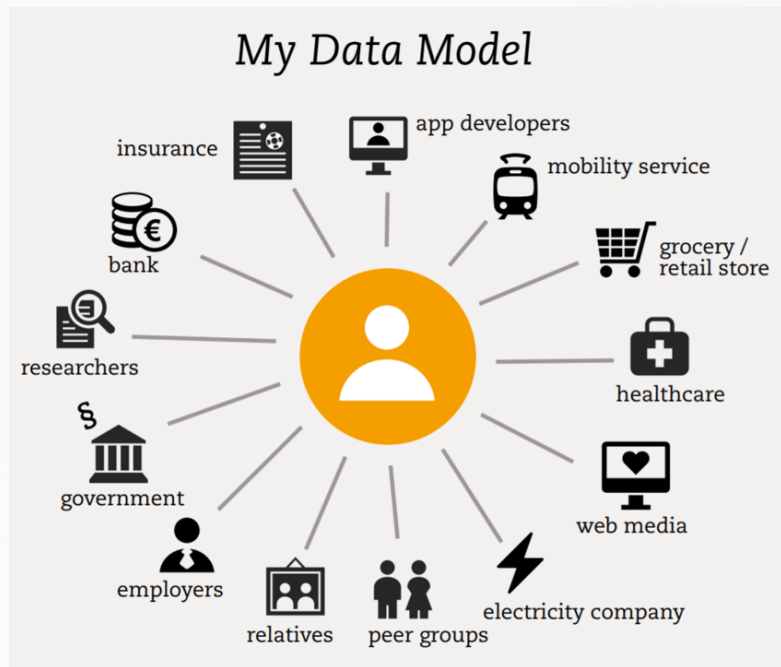 My Data Model
app developers
insurance
mobility service
€
bank
grocery /
retail store
researchers
healthcare
§
government
web media
employers
electricity company
relatives
peer groups